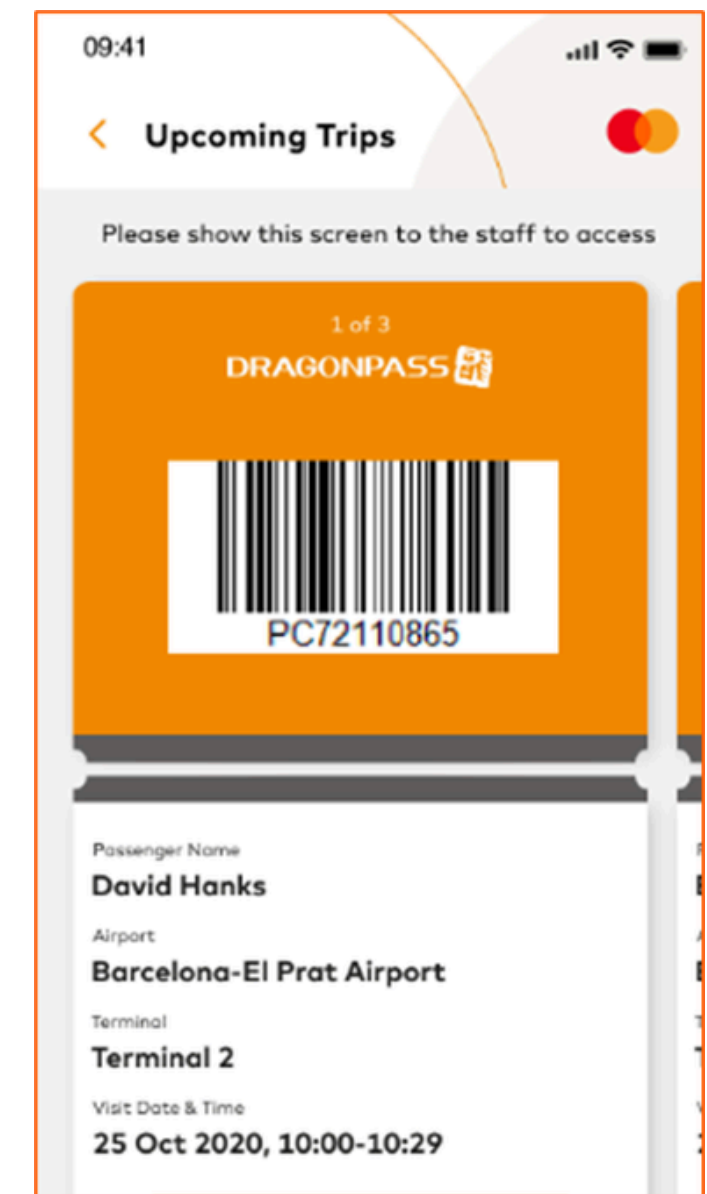 09:41
Upcoming Trips
Please show this screen to the staff to access
1 of 3
DRAGONPASS
PC72110865
Passenger Name
David Hanks
Airport
Barcelona-El Prat Airport
Terminal
Terminal 2
Visit Date & Time
25 Oct 2020, 10:00-10:29